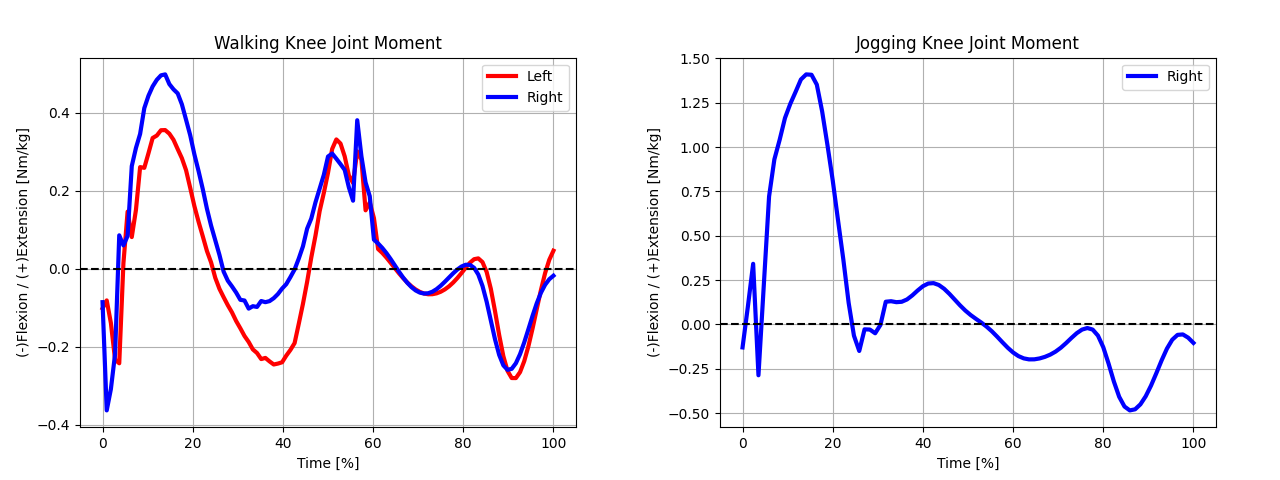 Walking Knee Joint Moment
(-)Flexion / (+)Extension [Nm/kg]
0.4
0.2
0.0
−0.2
−0.4
0
20
40
60
80
100
Time [%]
Left
Right
Jogging Knee Joint Moment
(-)Flexion / (+)Extension [Nm/kg]
1.50
1.25
1.00
0.75
0.50
0.25
0.00
−0.25
−0.50
0
20
40
60
80
100
Time [%]
Right